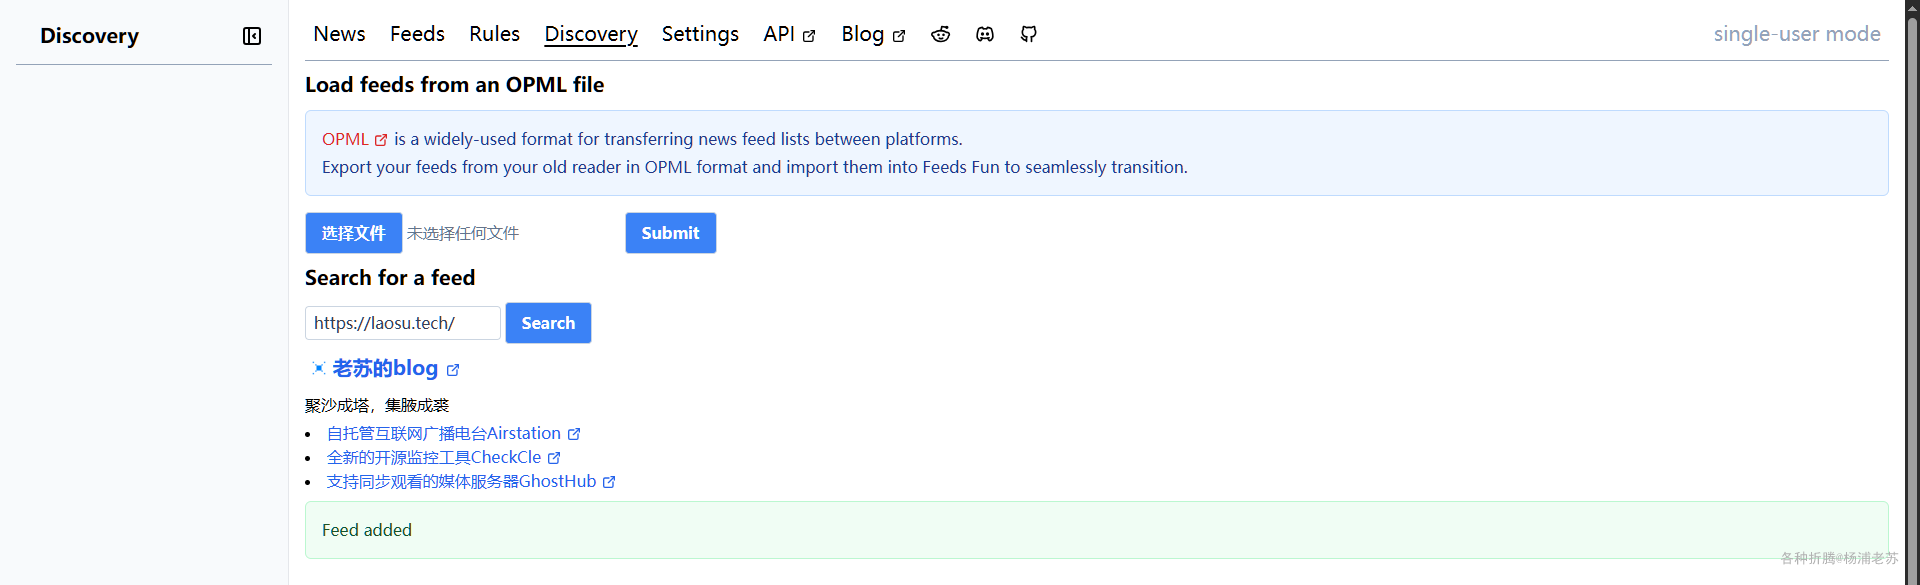 Discovery
News Feeds Rules Discovery Settings API Blog single-user mode
Load feeds from an OPML file
OPML is a widely-used format for transferring news feed lists between platforms.
Export your feeds from your old reader in OPML format and import them into Feeds Fun to seamlessly transition.
选择文件 未选择任何文件 Submit
Search for a feed
https://laosu.tech/ Search
老苏的blog
聚沙成塔，集腋成裘
自托管互联网广播电台Airstation
全新的开源监控工具CheckCle
支持同步观看的媒体服务器GhostHub
Feed added
各种折腾@杨浦老苏